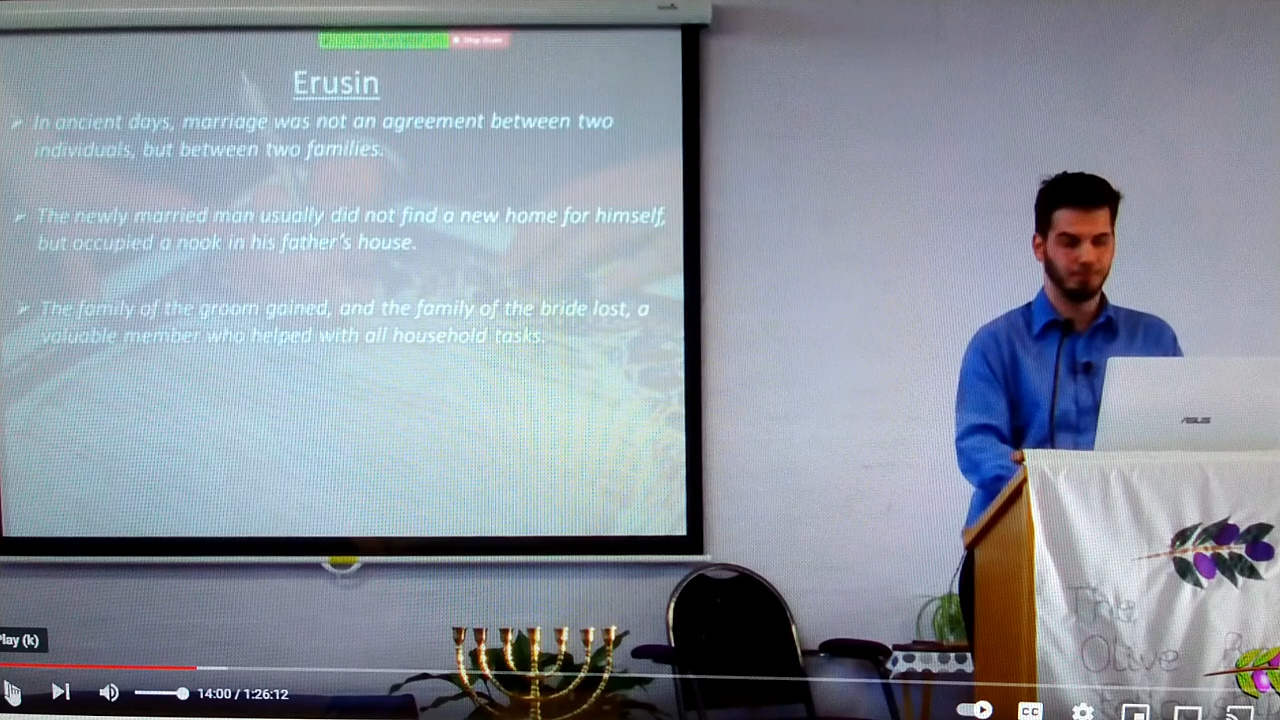 Erusin
➢ In ancient days, marriage was not an agreement between two
individuals, but between two families.
➢ The newly married man usually did not find a new home for himself,
but occupied a nook in his father's house.
➢ The family of the groom gained, and the family of the bride lost, a
valuable member who helped with all household tasks.
ASUS
The
Olive
Play (k)
14:00 / 1:26:12
CC